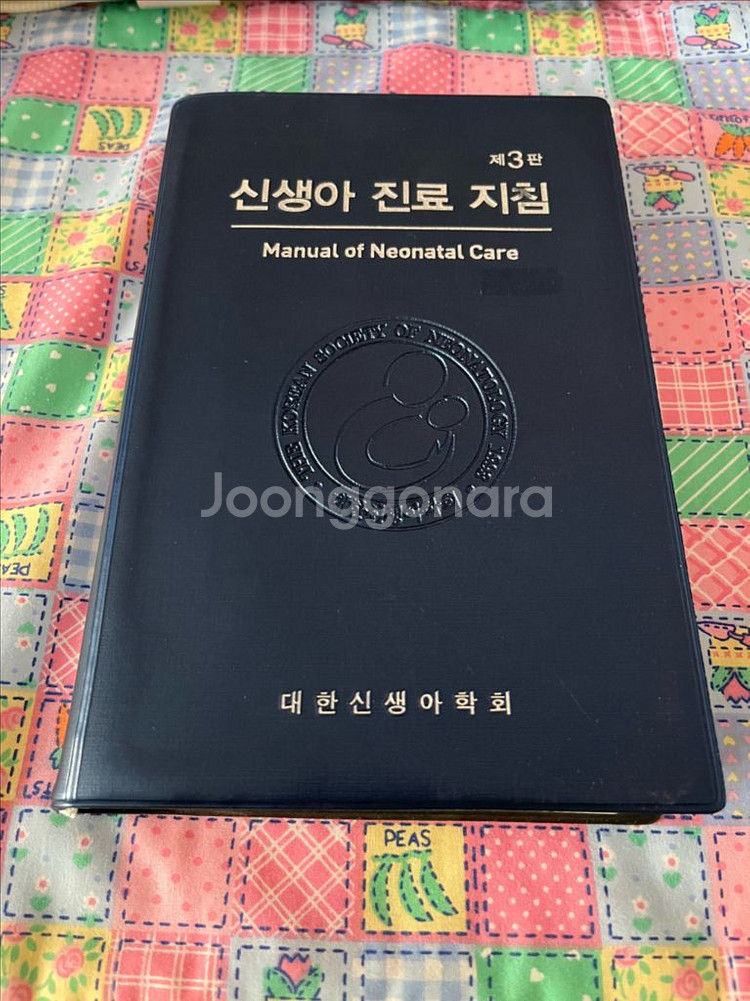 제3판
신생아 진료 지침
Manual of Neonatal Care
THE KOREAN SOCIETY OF NEONATOLOGY
Joonggonara
대한신생아학회
PEAS
PEAS
PEAS